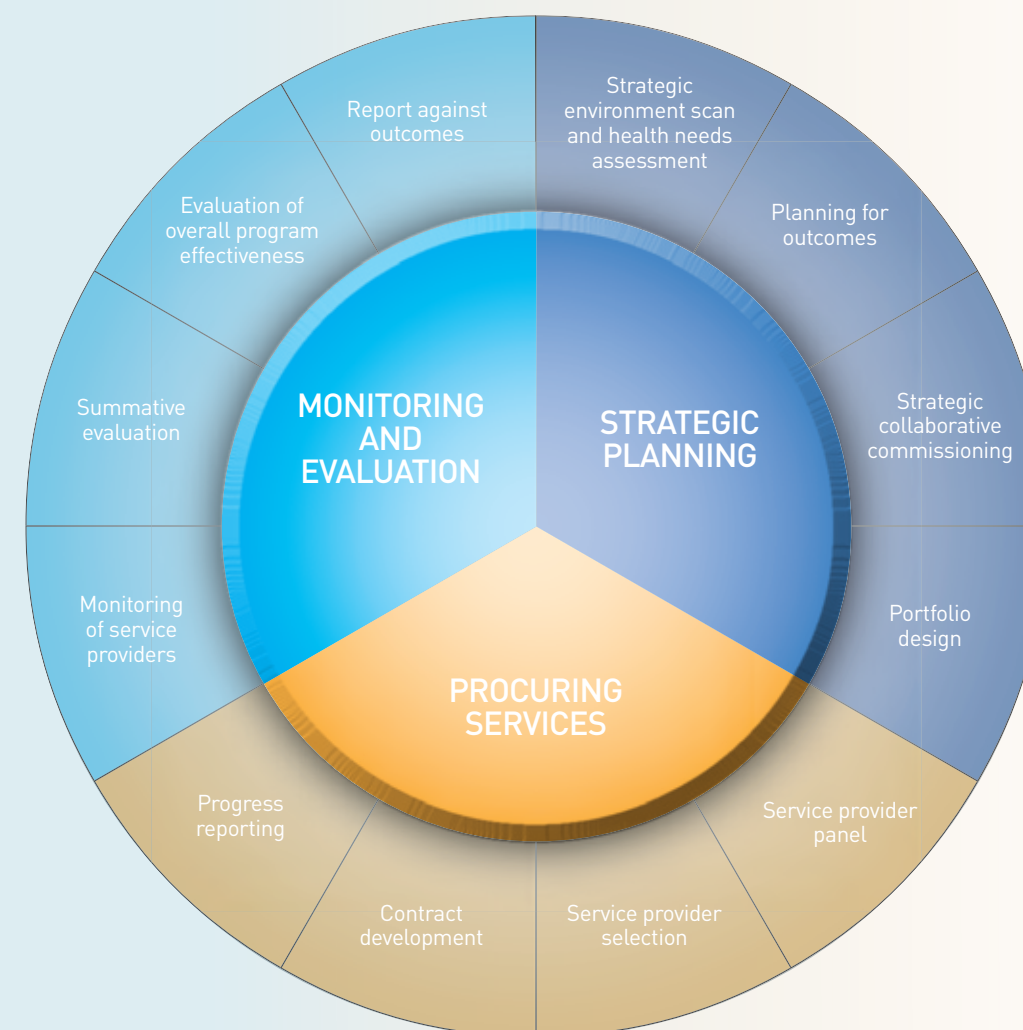 Strategic
environment scan
and health needs
assessment
Planning for
outcomes
Strategic
collaborative
commissioning
Portfolio
design
Service provider
panel
Service provider
selection
Contract
development
Progress
reporting
Monitoring
of service
providers
Summative
evaluation
Evaluation of
overall program
effectiveness
Report against
outcomes
MONITORING
AND
EVALUATION
STRATEGIC
PLANNING
PROCURING
SERVICES